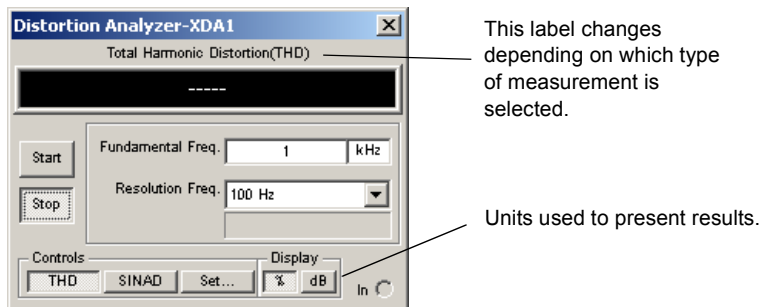 Distortion Analyzer-XDA1
Total Harmonic Distortion(THD)
-----
Start
Stop
Fundamental Freq. 1 kHz
Resolution Freq. 100 Hz
Controls
THD SINAD Set...
Display
% dB
In
This label changes
depending on which type
of measurement is
selected.
Units used to present results.